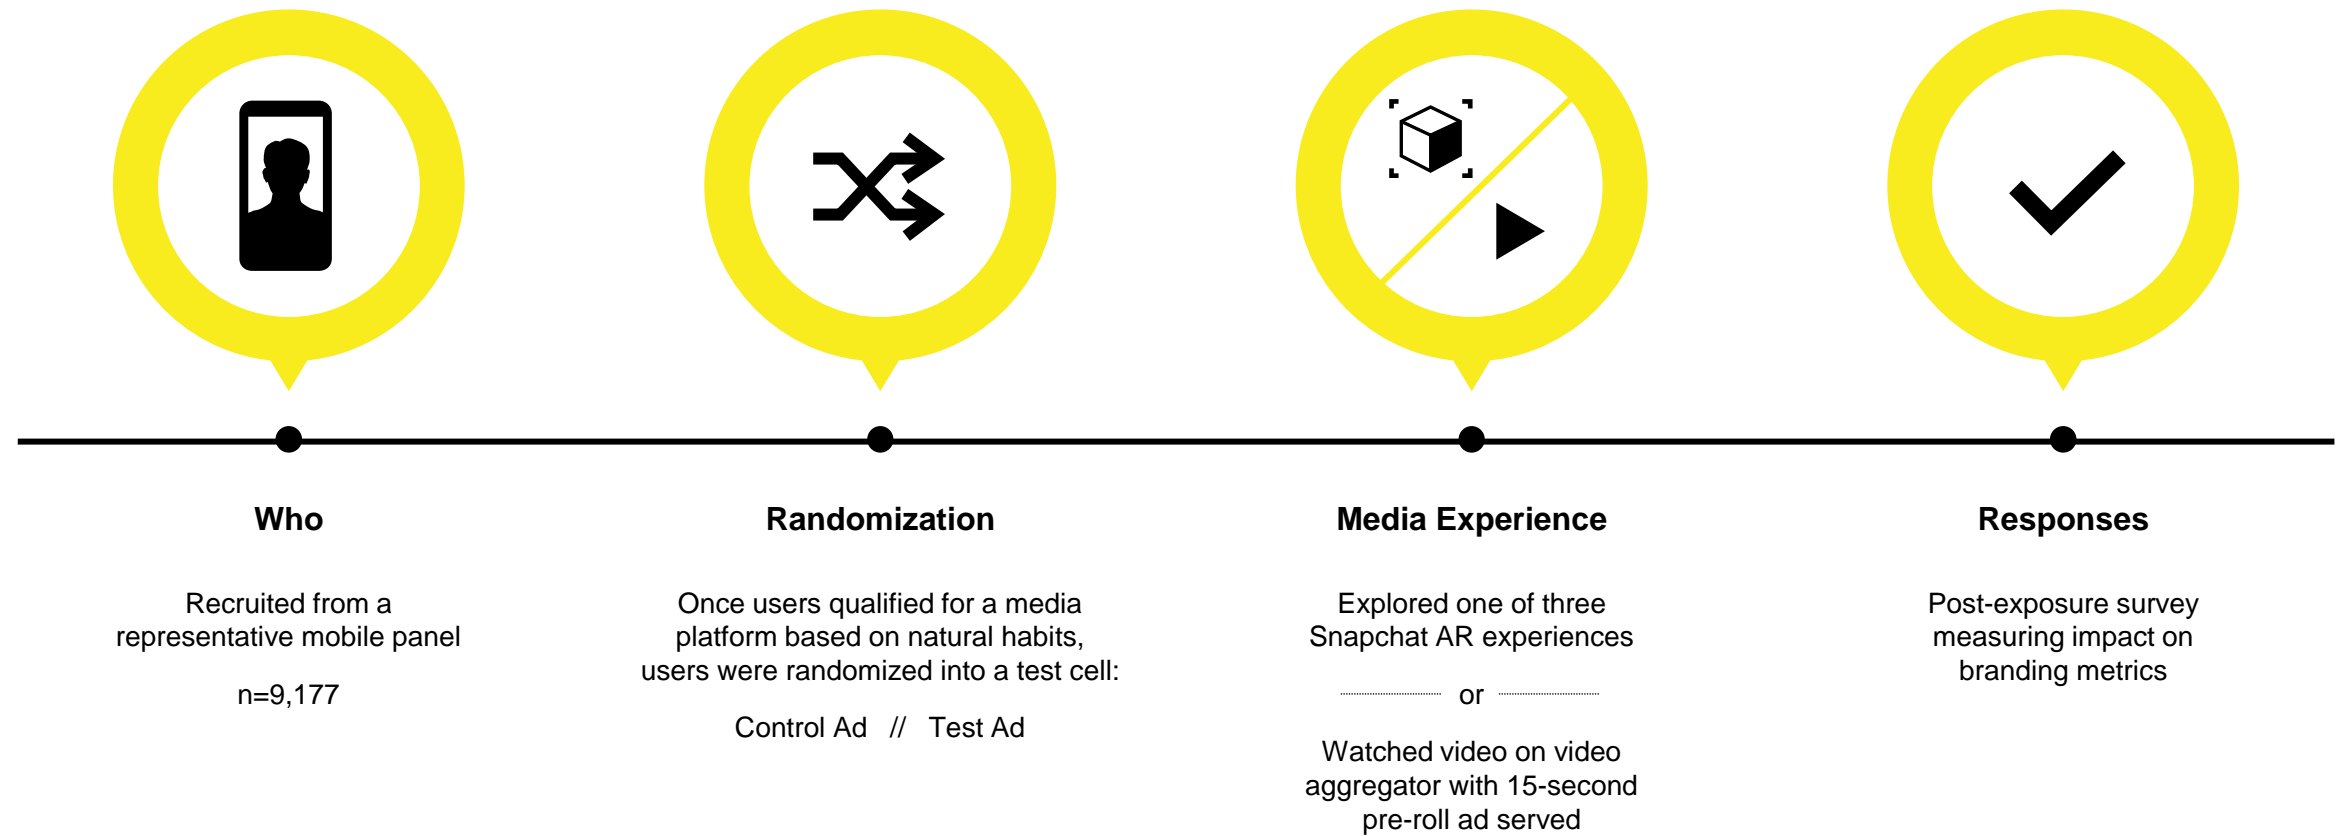 Who
Recruited from a
representative mobile panel
n=9,177
Randomization
Once users qualified for a media
platform based on natural habits,
users were randomized into a test cell:
Control Ad // Test Ad
Media Experience
Explored one of three
Snapchat AR experiences
or
Watched video on video
aggregator with 15-second
pre-roll ad served
Responses
Post-exposure survey
measuring impact on
branding metrics